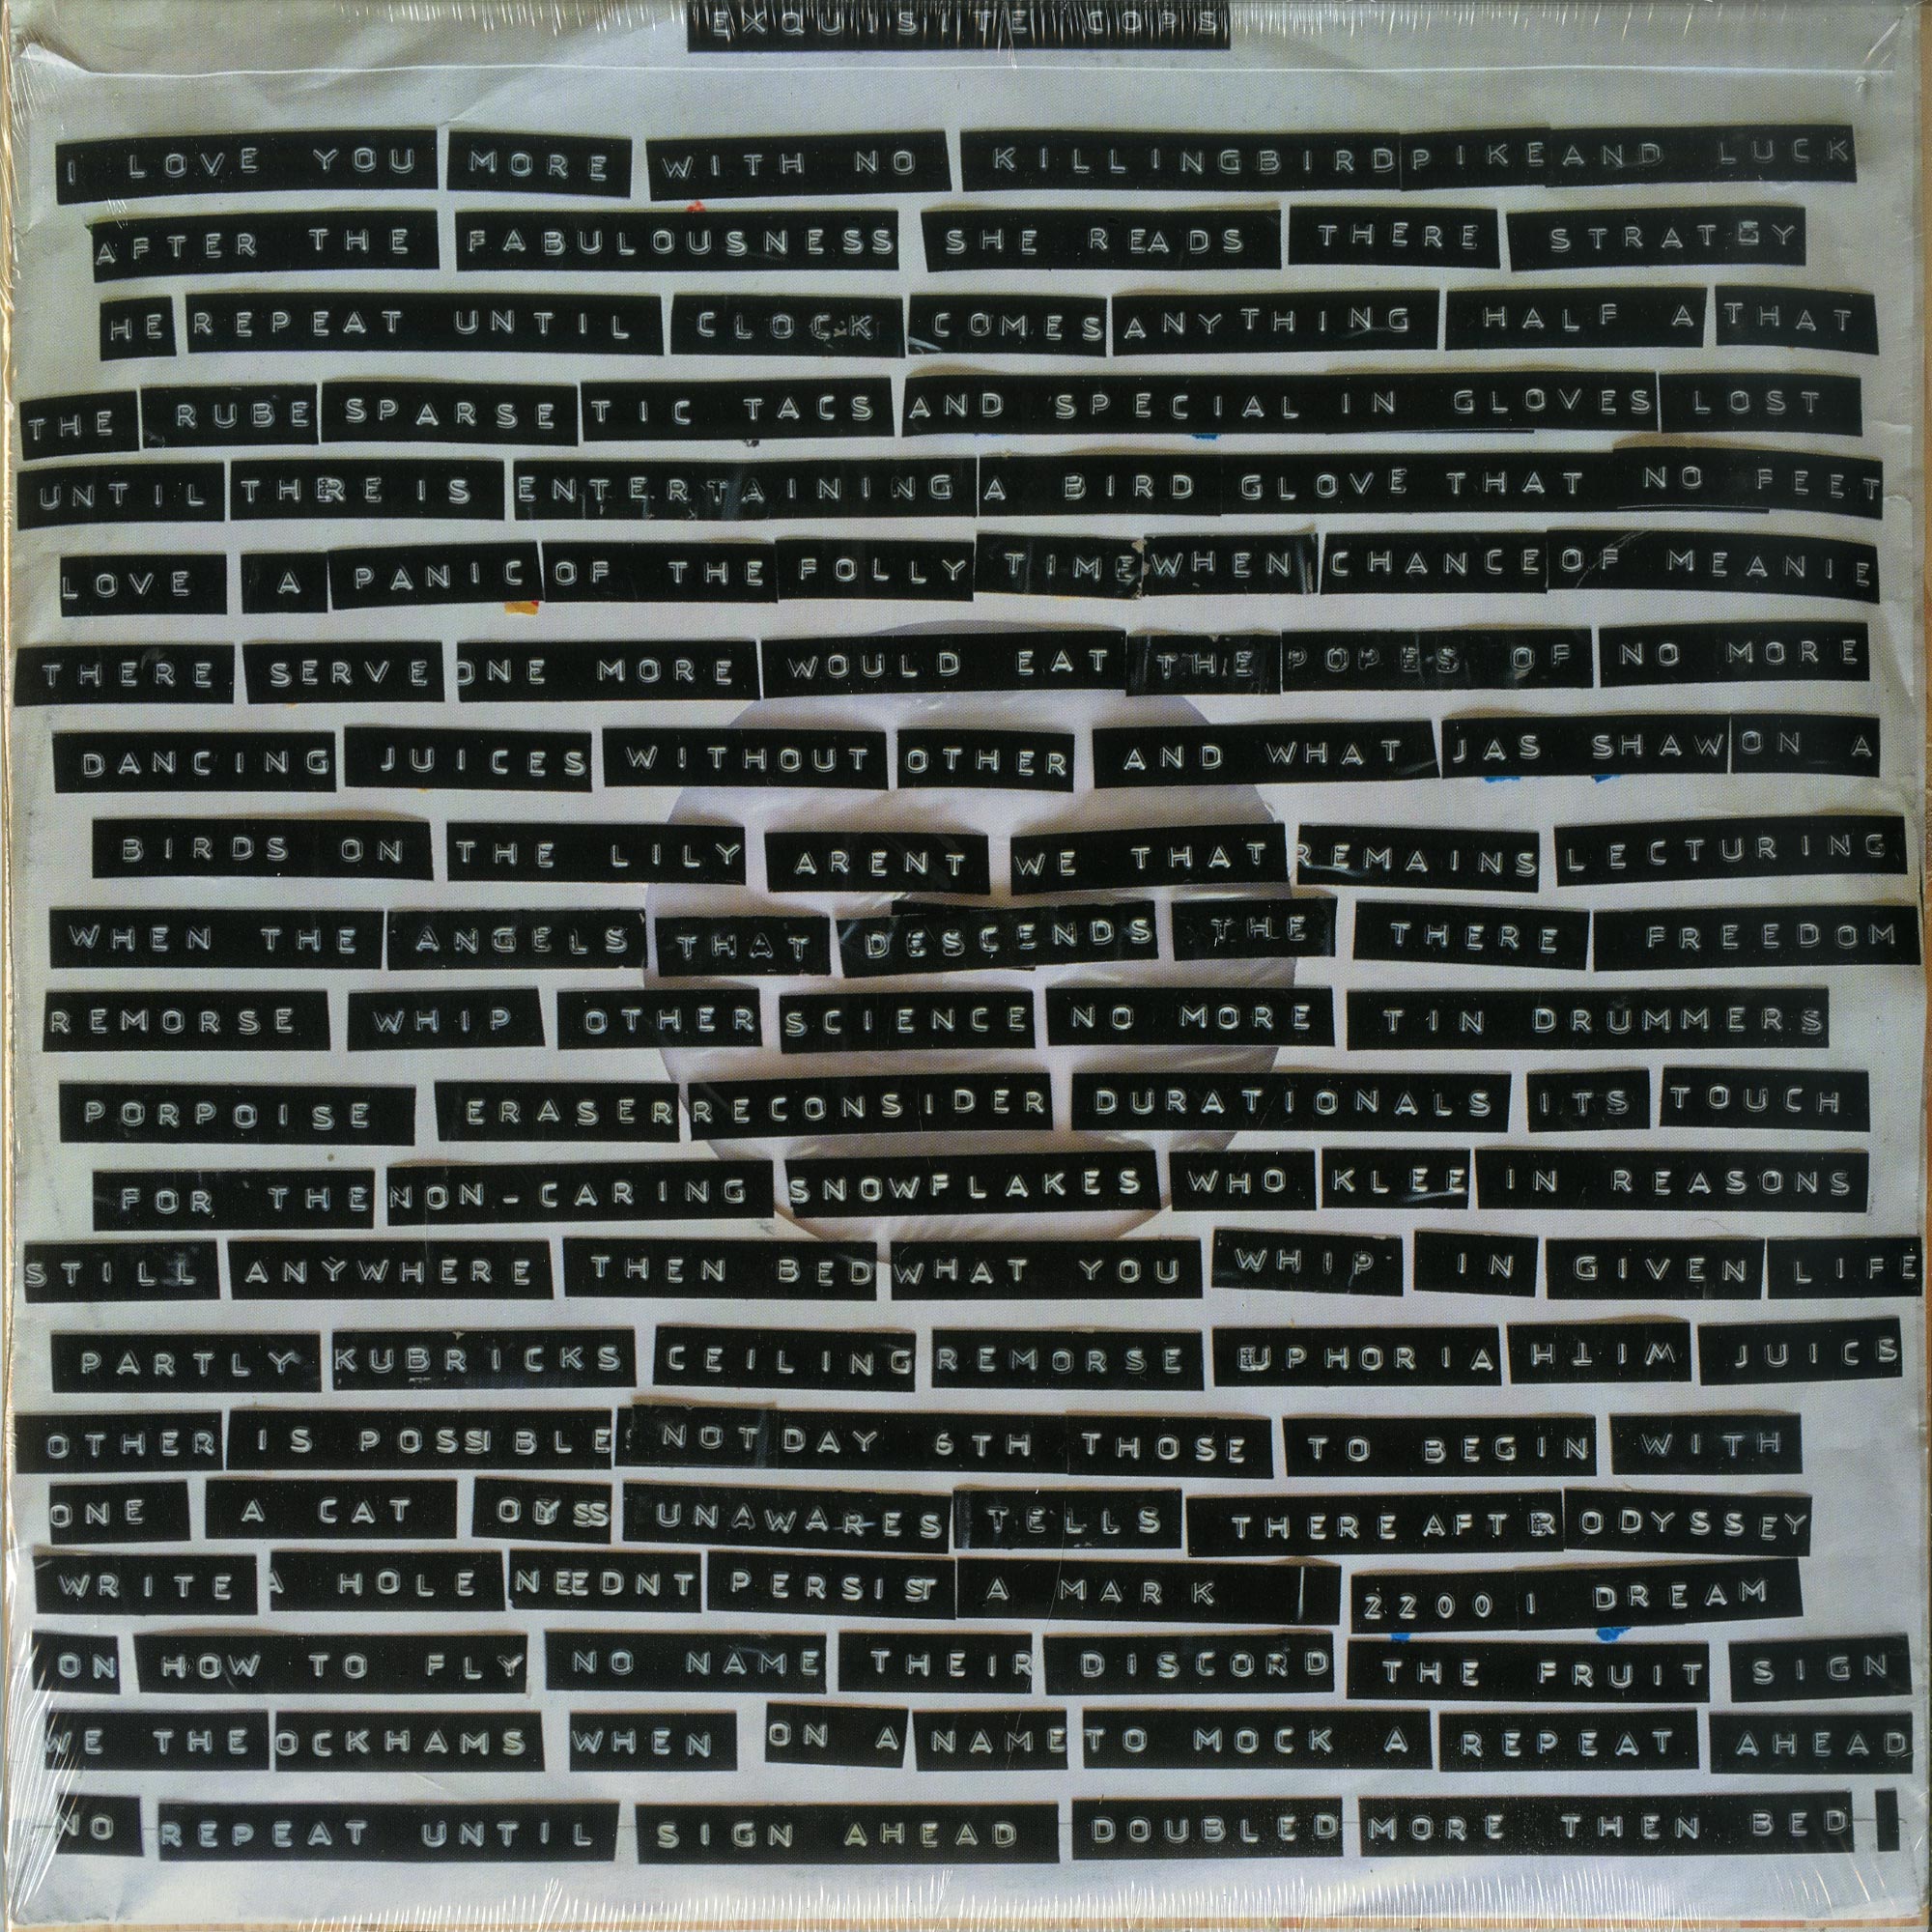 EXQUISITE COPS
I LOVE YOU MORE WITH NO KILLINGBIRDPIKEAND LUCK
AFTER THE FABULOUSNESS SHE READS THERE STRATGY
HE REPEAT UNTIL CLOCK COMES ANYTHING HALF A THAT
THE RUBE SPARSE TIC TACS AND SPECIAL IN GLOVES LOST
UNTIL THERE IS ENTERTAINING A BIRD GLOVE THAT NO FEET
LOVE A PANIC OF THE FOLLY TIME WHEN CHANCE OF MEANIE
THERE SERVE ONE MORE WOULD EAT THE POPES OF NO MORE
DANCING JUICES WITHOUT OTHER AND WHAT JAS SHAW ON A
BIRDS ON THE LILY ARENT WE THAT REMAINS LECTURING
WHEN THE ANGELS THAT DESCENDS THE THERE FREEDOM
REMORSE WHIP OTHER SCIENCE NO MORE TIN DRUMMERS
PORPOISE ERASER RECONSIDER DURATIONALS ITS TOUCH
FOR THE NON-CARING SNOWFLAKES WHO KLEE IN REASONS
STILL ANYWHERE THEN BED WHAT YOU WHIP IN GIVEN LIFE
PARTLY KUBRICKS CEILING REMORSE EUPHORIA WITH JUICS
OTHER IS POSSIBLE NOT DAY 6TH THOSE TO BEGIN WITH
ONE A CAT UNAWARES TELLS THEREAFTER ODYSSEY
WRITE A HOLE NEEDNT PERSIST A MARK | 22001 DREAM
ON HOW TO FLY NO NAME THEIR DISCORD THE FRUIT SIGN
WE THE OCKHAMS WHEN ON A NAME TO MOCK A REPEAT AHEAD
NO REPEAT UNTIL SIGN AHEAD DOUBLED MORE THEN BED